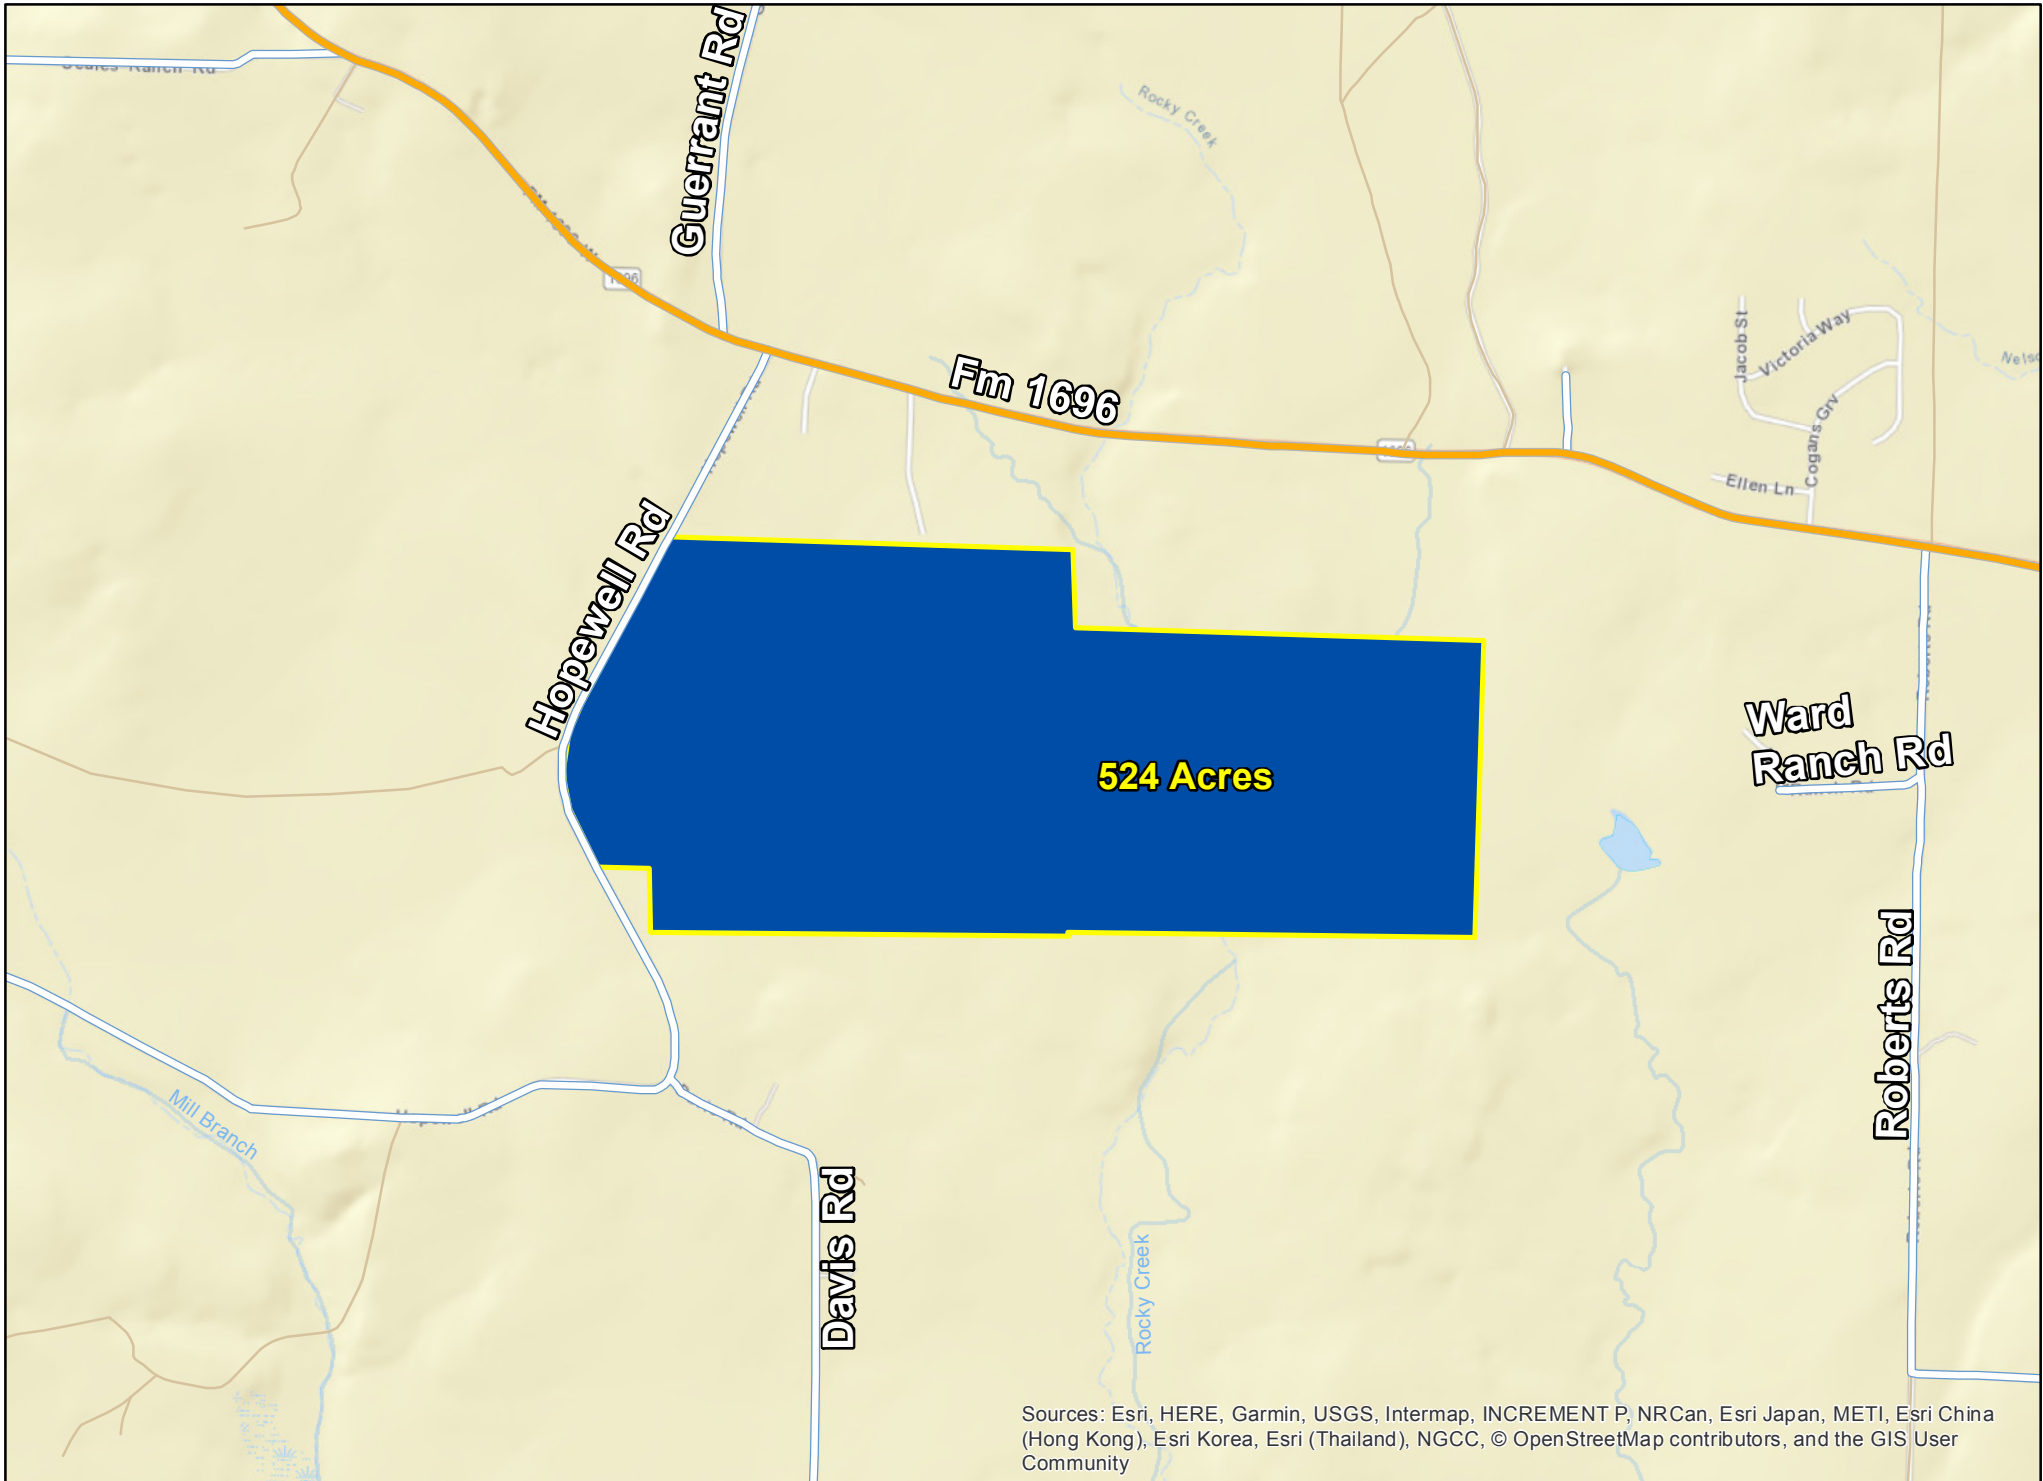 Guerrant Rd
Rocky Creek
Fm 1696
Jacob St
Victoria Way
Cogans Grv
Ellen Ln
Hopewell Rd
524 Acres
Ward
Ranch Rd
Roberts Rd
Mill Branch
Davis Rd
Rocky Creek
Sources: Esri, HERE, Garmin, USGS, Intermap, INCREMENT P, NRCan, Esri Japan, METI, Esri China
(Hong Kong), Esri Korea, Esri (Thailand), NGCC, © OpenStreetMap contributors, and the GIS User
Community